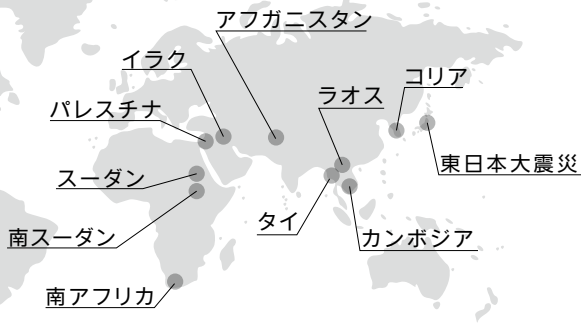 アフガニスタン
イラク
コリア
ラオス
パレスチナ
東日本大震災
スーダン
タイ
南スーダン
カンボジア
南アフリカ